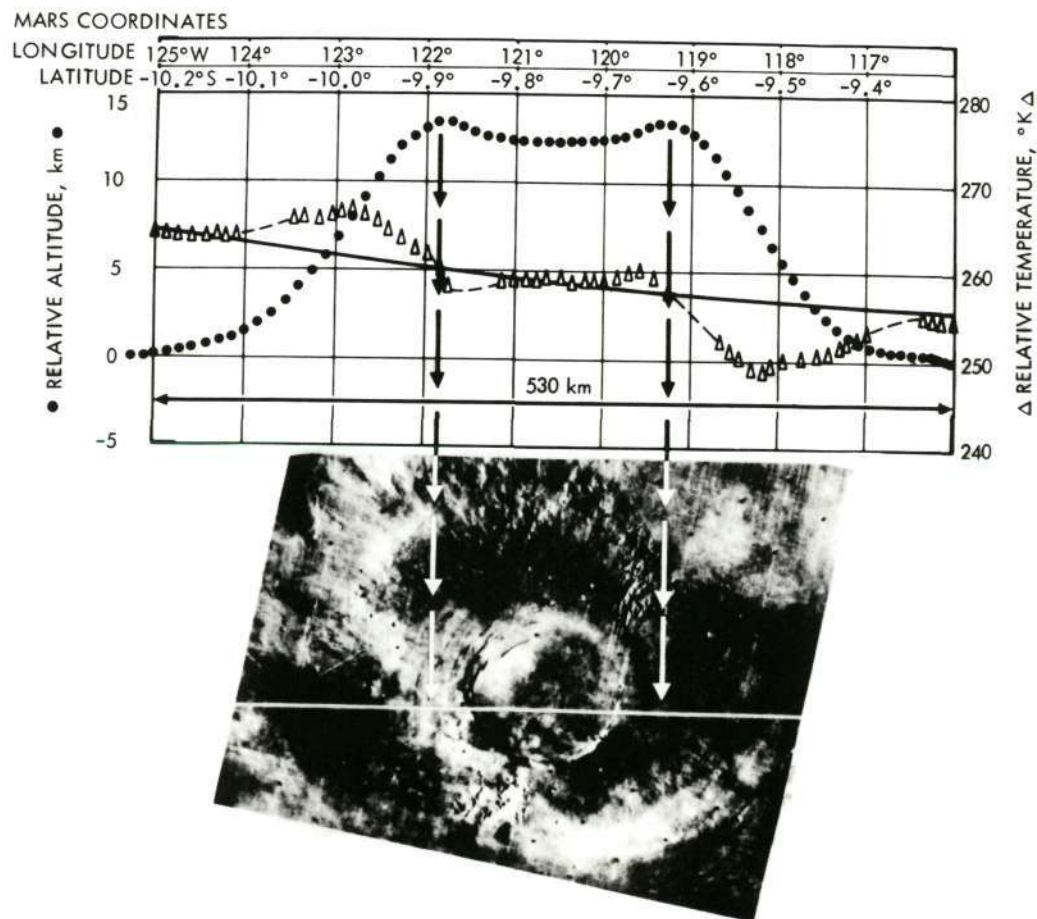 MARS COORDINATES
LONGITUDE 125°W 124° 123° 122° 121° 120° 119° 118° 117°
LATITUDE -10.2°S -10.1° -10.0° -9.9° -9.8° -9.7° -9.6° -9.5° -9.4°
15 280
10 270
5 260
0 250
-5 240
● RELATIVE ALTITUDE, km ●
△ RELATIVE TEMPERATURE, °K △
530 km